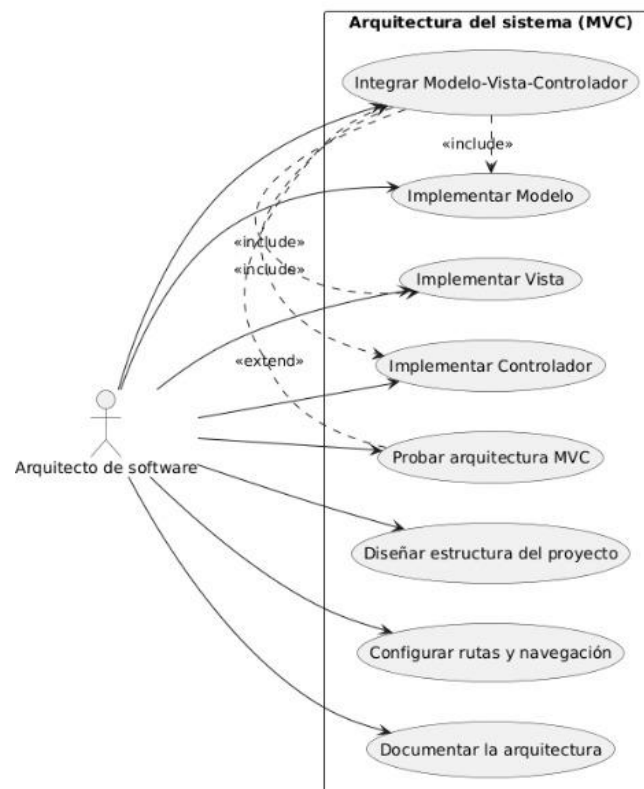 Arquitectura del sistema (MVC)
Integrar Modelo-Vista-Controlador
«include»
Implementar Modelo
«include»
«include»
Implementar Vista
«extend»
Implementar Controlador
Probar arquitectura MVC
Arquitecto de software
Diseñar estructura del proyecto
Configurar rutas y navegación
Documentar la arquitectura